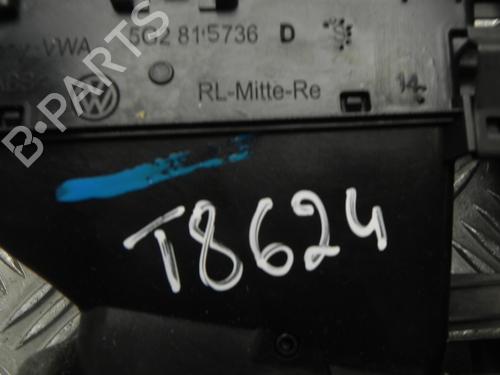 -VWA 5G2 815736 D
RL-Mitte-Re 14
B-PARTS
T8624